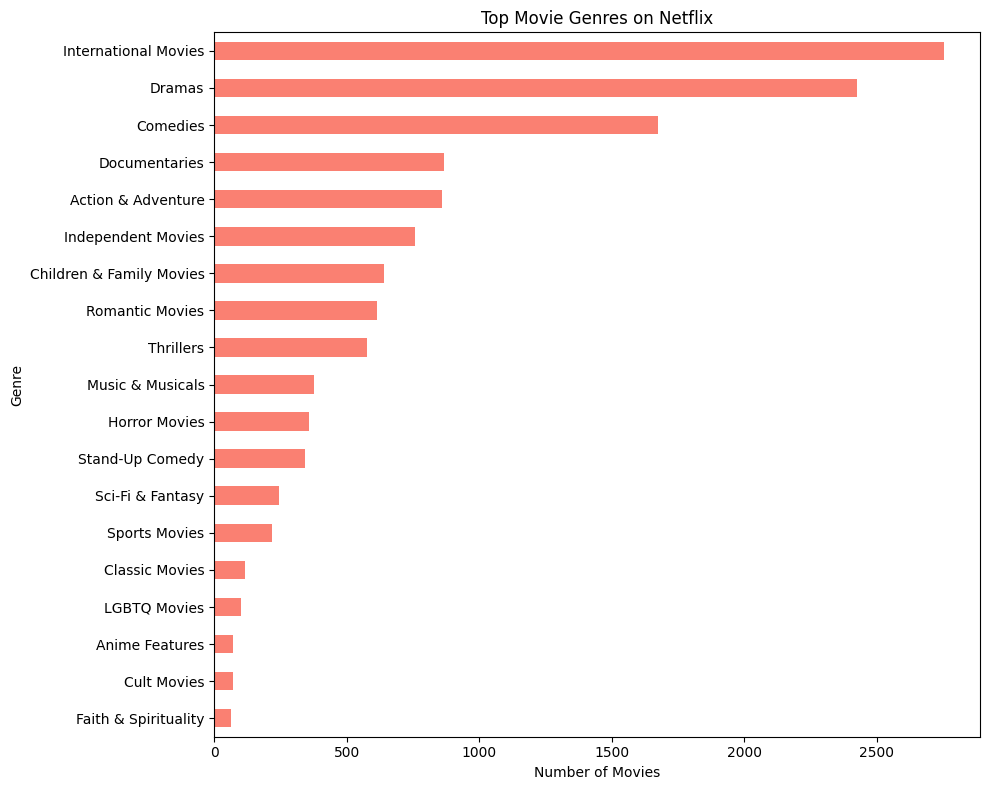 Top Movie Genres on Netflix
International Movies
Dramas
Comedies
Documentaries
Action & Adventure
Independent Movies
Children & Family Movies
Romantic Movies
Thrillers
Music & Musicals
Horror Movies
Stand-Up Comedy
Sci-Fi & Fantasy
Sports Movies
Classic Movies
LGBTQ Movies
Anime Features
Cult Movies
Faith & Spirituality
Genre
0 500 1000 1500 2000 2500
Number of Movies